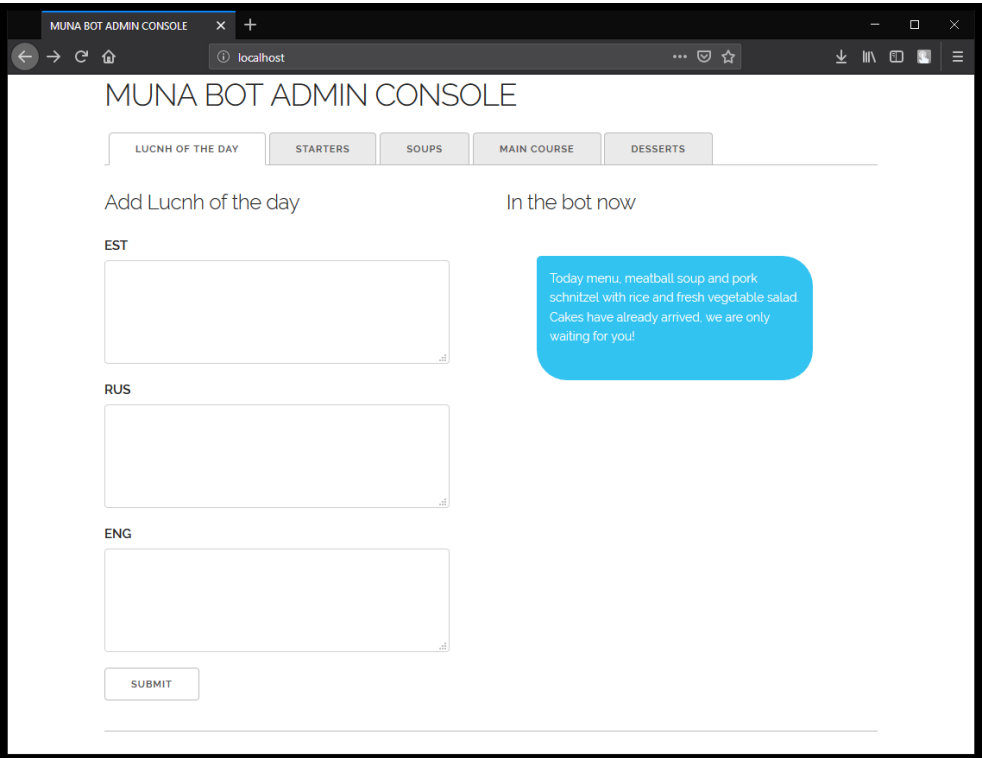 MUNA BOT ADMIN CONSOLE
localhost
MUNA BOT ADMIN CONSOLE
LUCNH OF THE DAY
STARTERS
SOUPS
MAIN COURSE
DESSERTS
Add Lucnh of the day
In the bot now
EST
Today menu, meatball soup and pork
schnitzel with rice and fresh vegetable salad.
Cakes have already arrived, we are only
waiting for you!
RUS
ENG
SUBMIT